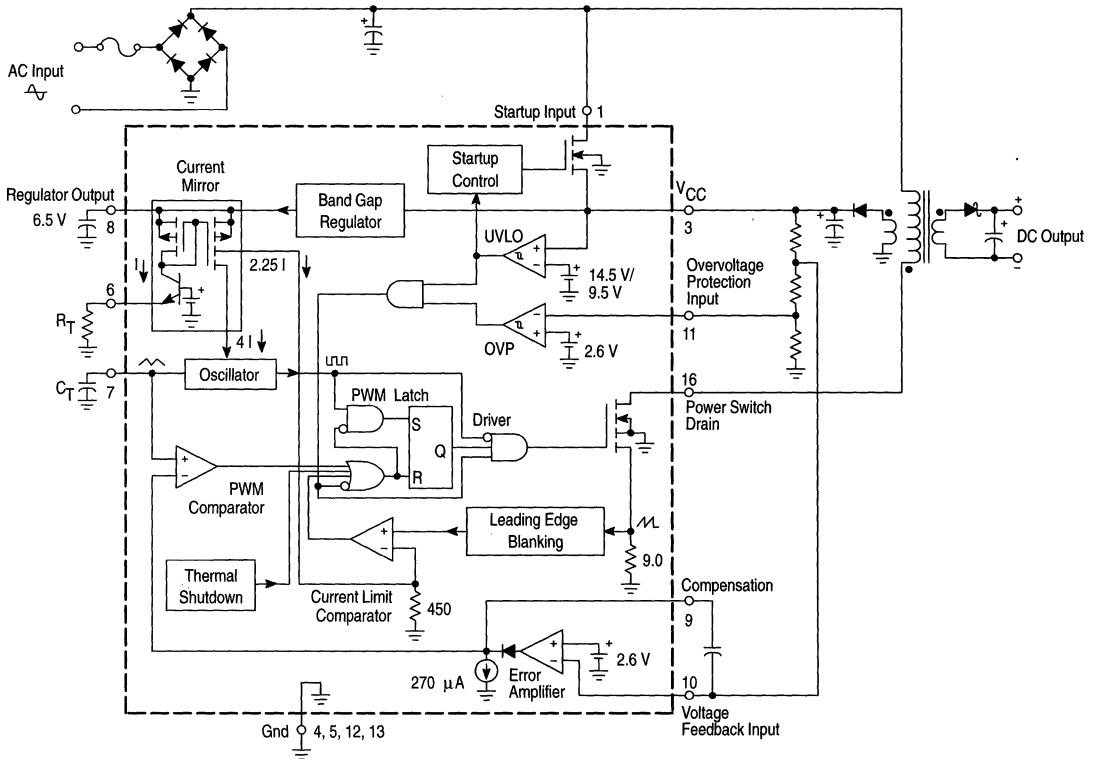 AC Input
Startup Input
1
Current
Mirror
Startup
Control
Regulator Output
6.5 V
8
Band Gap
Regulator
VCC
3
+
DC Output
−
I
2.25 I
UVLO
+
−
+
14.5 V/
9.5 V
Overvoltage
Protection
Input
11
6
RT
+
4 I
OVP
−
+
+
2.6 V
CT
7
Oscillator
16
Power Switch
Drain
PWM Latch
S
Q
R
Driver
+
−
PWM
Comparator
Leading Edge
Blanking
9.0
+
−
Thermal
Shutdown
Current Limit
Comparator
450
Compensation
9
270 μA
Error
Amplifier
+
−
+
2.6 V
10
Voltage
Feedback Input
Gnd
4, 5, 12, 13